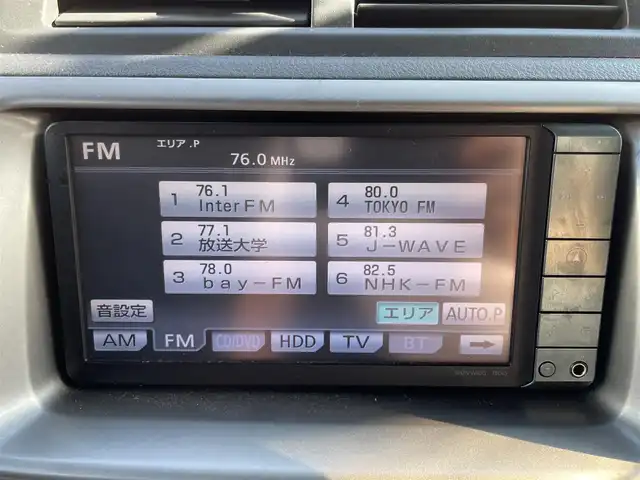 FM
エリア.P
76.0 MHz
1 76.1 InterFM
2 77.1 放送大学
3 78.0 bay-FM
4 80.0 TOKYO FM
5 81.3 J-WAVE
6 82.5 NHK-FM
音設定
エリア
AUTO.P
AM
FM
CD/DVD
HDD
TV
BT